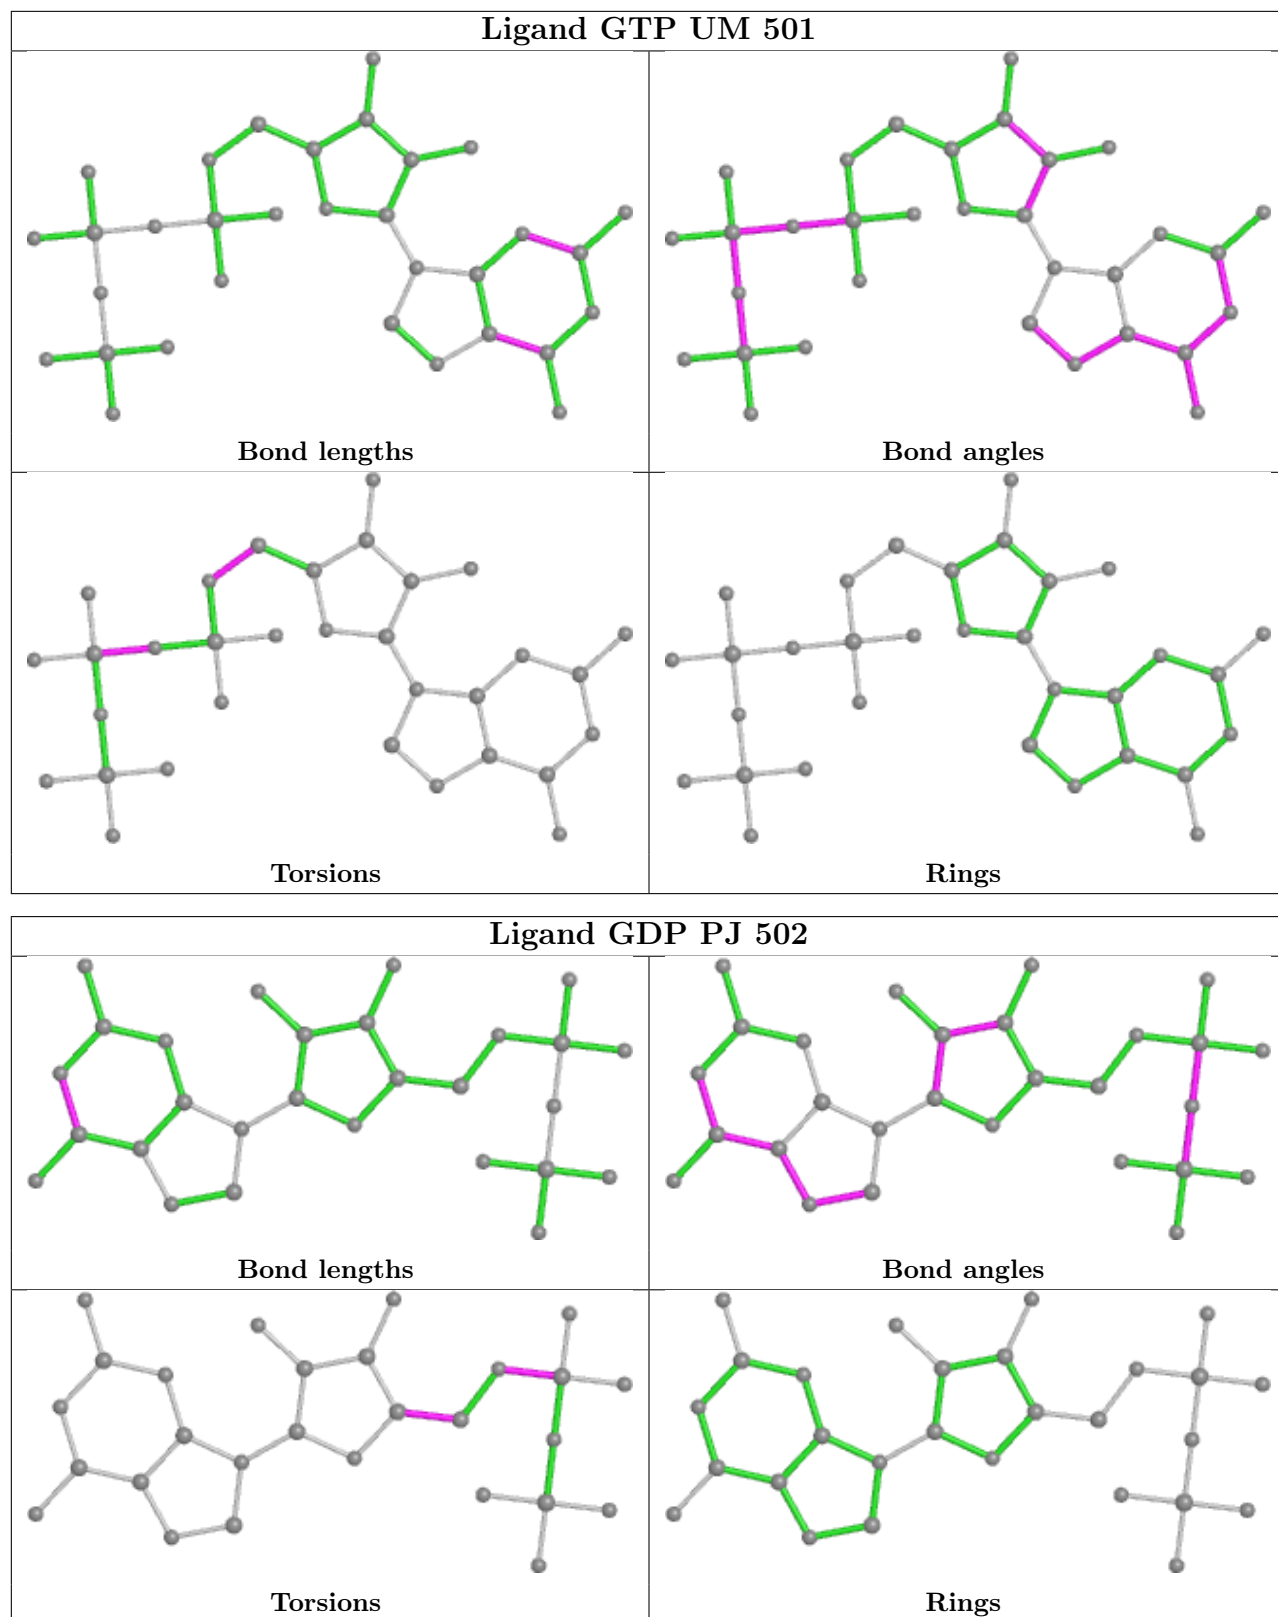 Ligand GTP UM 501
Bond lengths
Bond angles
Torsions
Rings
Ligand GDP PJ 502
Bond lengths
Bond angles
Torsions
Rings